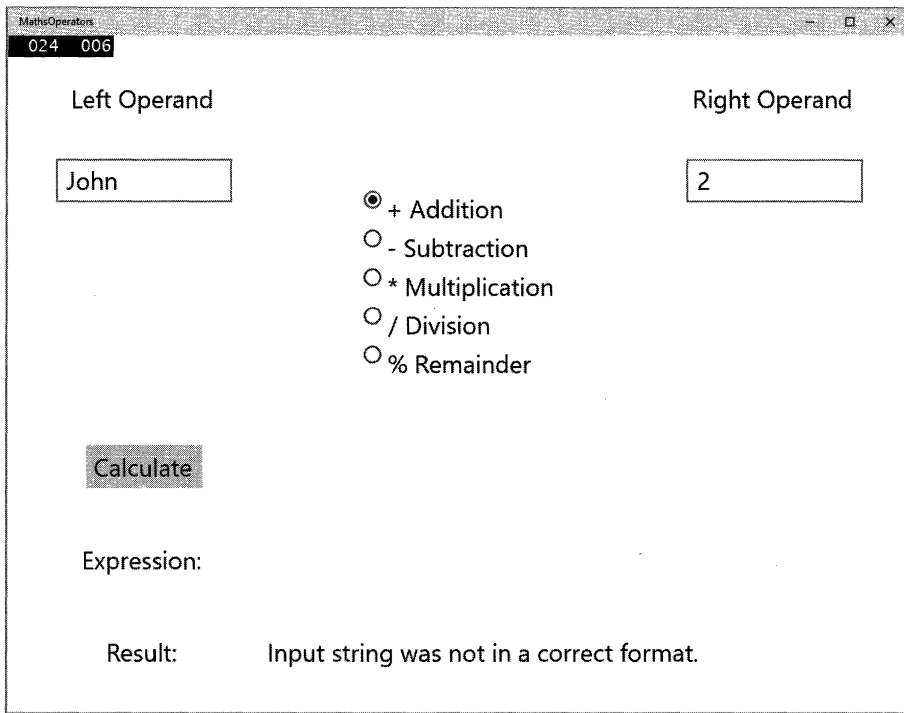 MathsOperators
024 006
Left Operand
Right Operand
John
2
+ Addition
- Subtraction
* Multiplication
/ Division
% Remainder
Calculate
Expression:
Result: Input string was not in a correct format.